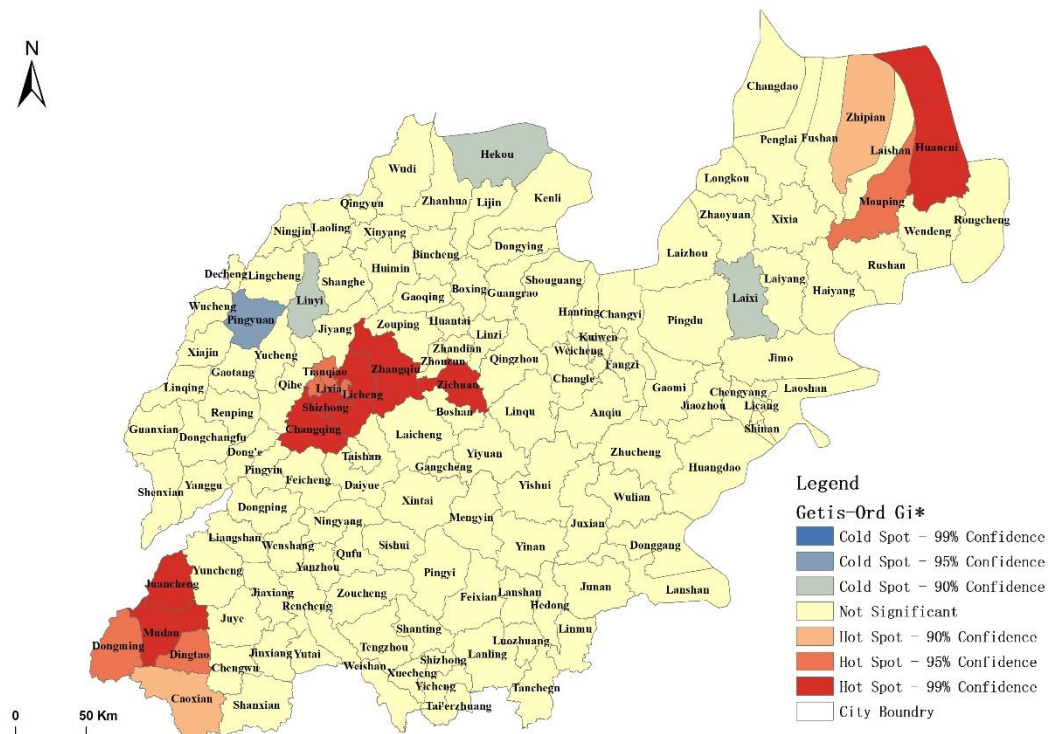 N
Changdao
Zhipian
Penglai
Fushan
Laishan
Huancui
Hekou
Wudi
Longkou
Kenli
Zhanhua
Lijin
Mouping
Qingyun
Zhaoyuan
Xixia
Rongcheng
Ningjin
Laoling
Xinyang
Wendeng
Dongying
Bincheng
Laizhou
Rushan
Decheng
Lingcheng
Huimin
Shanghe
Shouguang
Laiyang
Haiyang
Boxing
Guangrao
Gaoqing
Linyi
Laixi
Wucheng
Pingyuan
Hanting
Changyi
Pingdu
Jiyang
Zouping
Huantai
Linzi
Kuiwen
Weicheng
Xiajin
Yucheng
Zhandian
Zhoucun
Qingzhou
Jimo
Fangzi
Gaotang
Tianqiao
Zhangqiu
Linqing
Qihe
Lixia
Licheng
Zichuan
Changle
Gaomi
Chengyang
Laoshan
Jiaozhou
Licang
Shizhong
Renping
Boshan
Linqu
Anqiu
Guanxian
Changqing
Shinan
Dongchangfu
Laicheng
Dong'e
Taishan
Yiyuan
Zhucheng
Pingyin
Gangcheng
Huangdao
Feicheng
Daiyue
Yishui
Shenxian
Yanggu
Xintai
Wulian
Dongping
Mengyin
Ningyang
Juxian
Liangshan
Wenshang
Qufu
Sishui
Yinan
Donggang
Yanzhou
Yuncheng
Juancheng
Pingyi
Jiaxiang
Zoucheng
Feixian
Lanshan
Junan
Lanshan
Rencheng
Hedong
Juye
Mudan
Shanting
Luozhuang
Linmu
Dongming
Dingtao
Jinxiang
Yutai
Tengzhou
Lanling
Chengwu
Weishan
Shizhong
Xuecheng
Yicheng
Tanchegn
Caoxian
Shanxian
Tai'erzhuang
0 50 Km
Legend
Getis-Ord Gi*
Cold Spot - 99% Confidence
Cold Spot - 95% Confidence
Cold Spot - 90% Confidence
Not Significant
Hot Spot - 90% Confidence
Hot Spot - 95% Confidence
Hot Spot - 99% Confidence
City Boundry